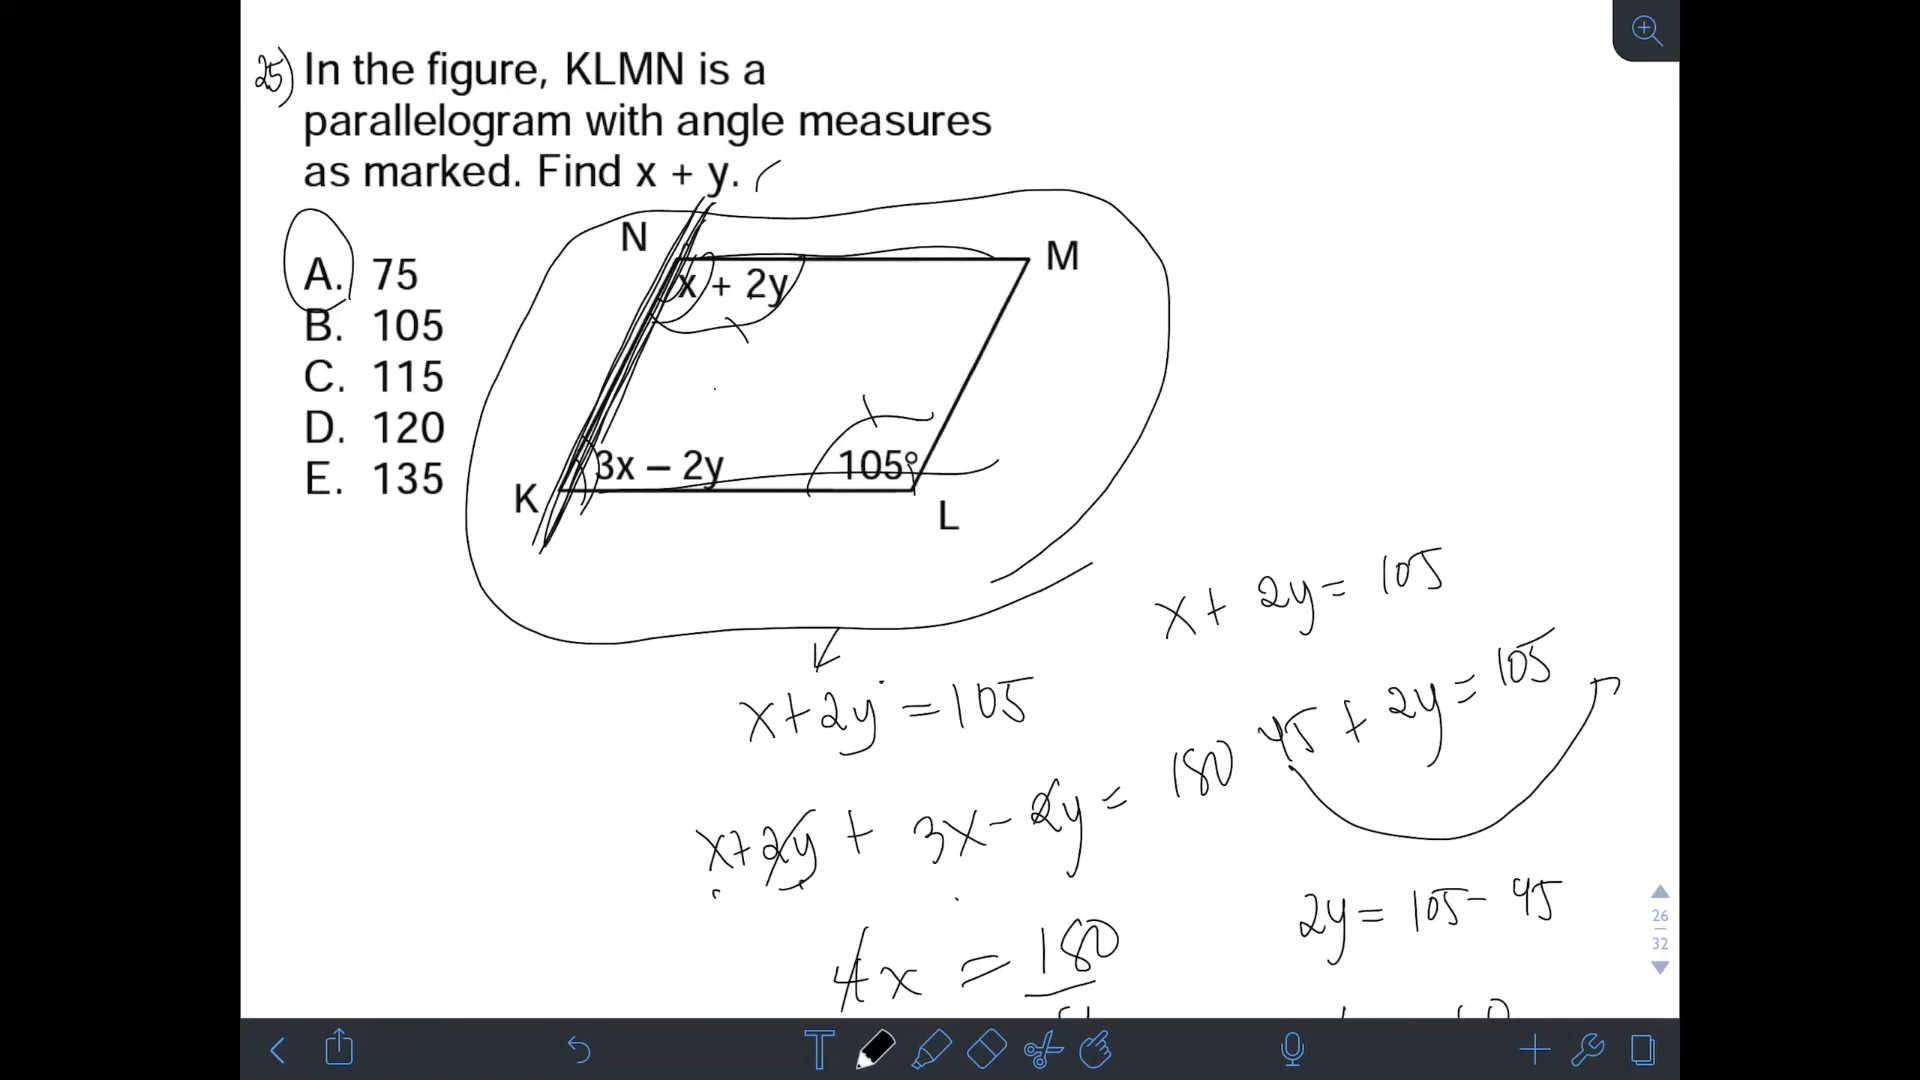 25) In the figure, KLMN is a
parallelogram with angle measures
as marked. Find x + y.
N
M
x + 2y
A. 75
B. 105
C. 115
D. 120
E. 135
3x – 2y
105°
K
L
x + 2y = 105
x+2y = 105
45 + 2y = 105
x+2y + 3x - 2y = 180
2y = 105 - 45
4x = 180
26
32
T